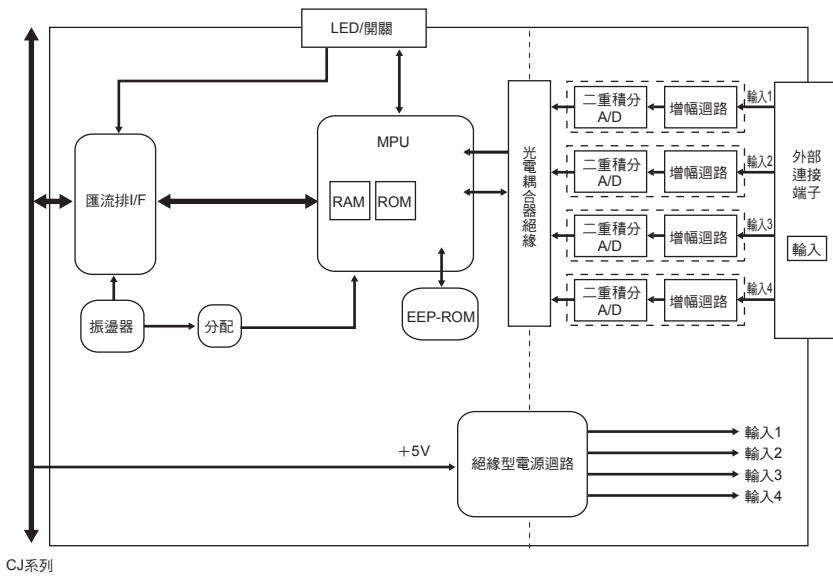 LED/開關
MPU
RAM
ROM
匯流排I/F
振盪器
分配
EEP-ROM
光電耦合器絕緣
二重積分
A/D
增幅迴路
輸入1
二重積分
A/D
增幅迴路
輸入2
二重積分
A/D
增幅迴路
輸入3
二重積分
A/D
增幅迴路
輸入4
外部
連接
端子
輸入
+5V
絕緣型電源迴路
輸入1
輸入2
輸入3
輸入4
CJ系列